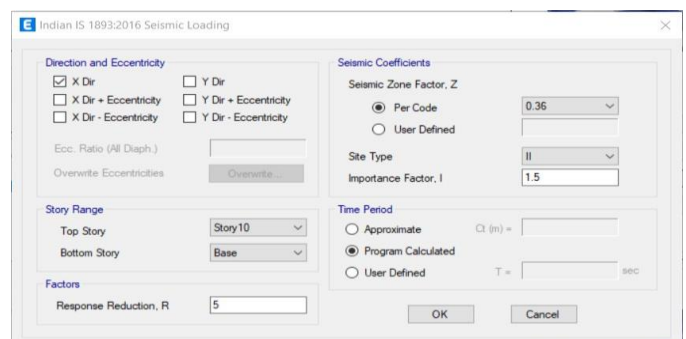 E Indian IS 1893:2016 Seismic Loading
Direction and Eccentricity
X Dir
Y Dir
X Dir + Eccentricity
Y Dir + Eccentricity
X Dir - Eccentricity
Y Dir - Eccentricity
Ecc. Ratio (All Diaph.)
Overwrite Eccentricities
Overwrite...
Story Range
Top Story
Story10
Bottom Story
Base
Factors
Response Reduction, R
5
Seismic Coefficients
Seismic Zone Factor, Z
Per Code
0.36
User Defined
Site Type
II
Importance Factor, I
1.5
Time Period
Approximate
Ct (m) =
Program Calculated
User Defined
T =
sec
OK
Cancel